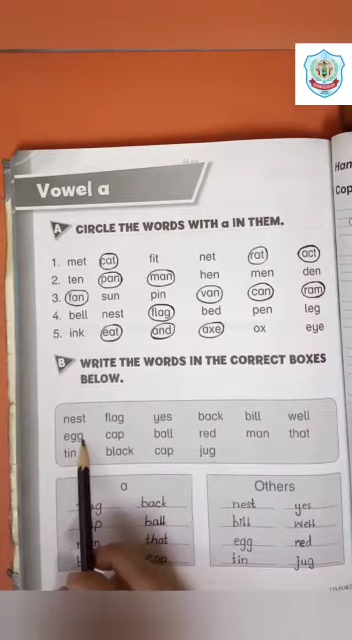 Vowel a
A CIRCLE THE WORDS WITH a IN THEM.
1. met cat fit net rat act
2. ten pan man hen men den
3. fan sun pin van can ram
4. bell nest flag bed pen leg
5. ink eat and axe ox eye
B WRITE THE WORDS IN THE CORRECT BOXES
BELOW.
nest flag yes back bill well
egg cap ball red man that
tin black cap jug
a Others
back nest yes
ball bill well
that egg red
cap tin jug
Han
Cop